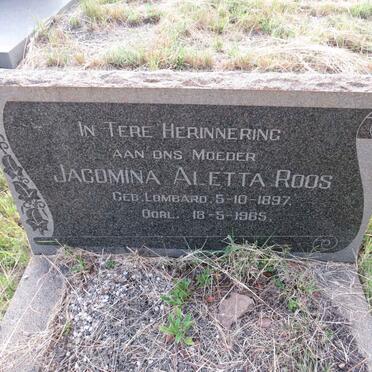 In Tere Herinnering
aan ons Moeder
Jacomina Aletta Roos
Geb. Lombard, 5-10-1897.
Oorl. 18-5-1965.